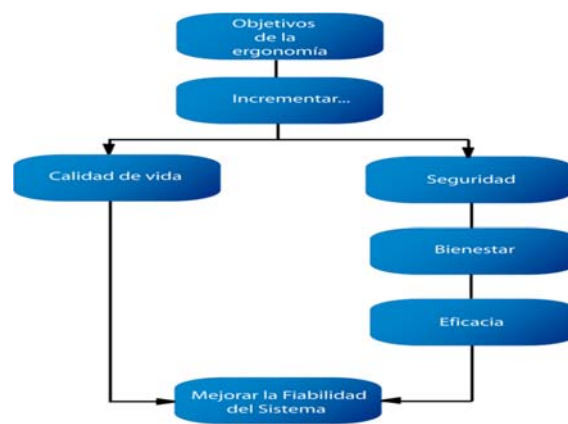 Objetivos
de la
ergonomía
Incrementar...
Calidad de vida
Seguridad
Bienestar
Eficacia
Mejorar la Fiabilidad
del Sistema